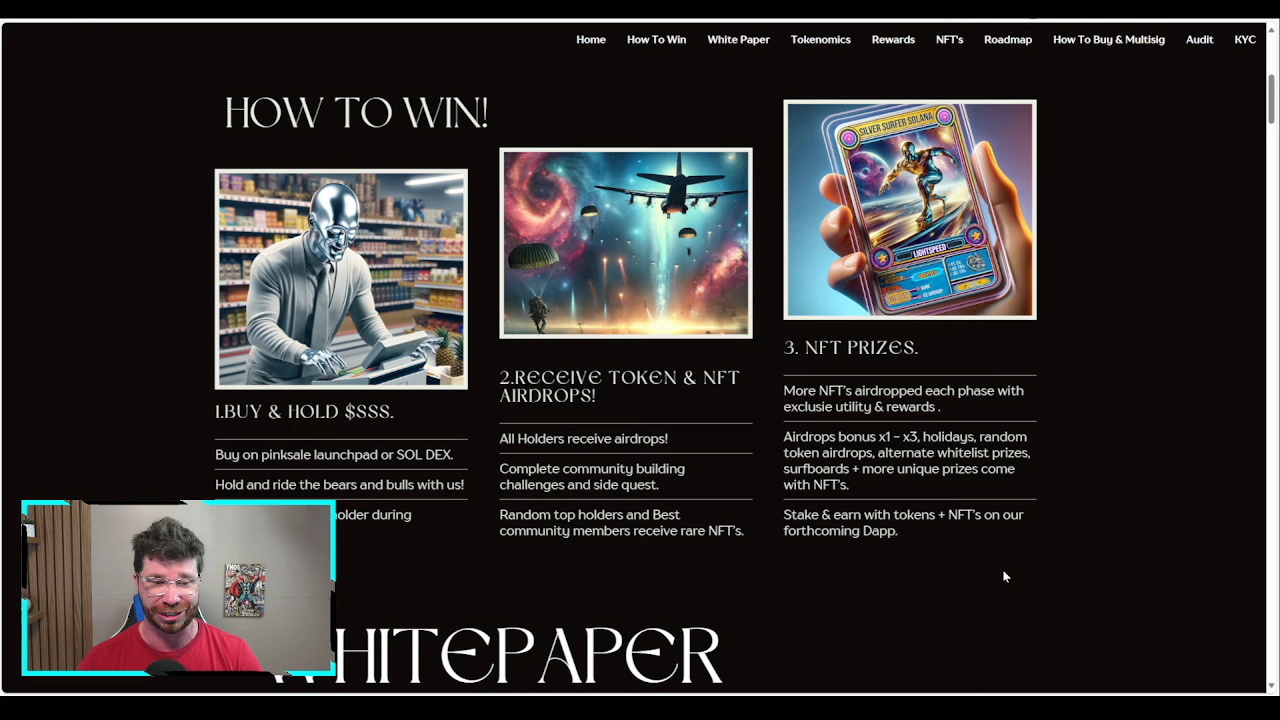 Home How To Win White Paper Tokenomics Rewards NFT's Roadmap How To Buy & Multisig Audit KYC
HOW TO WIN!
1.BUY & HOLD $SSS.
Buy on pinksale launchpad or SOL DEX.
Hold and ride the bears and bulls with us!
older during
2.RECEIVE TOKEN & NFT
AIRDROPS!
All Holders receive airdrops!
Complete community building
challenges and side quest.
Random top holders and Best
community members receive rare NFT's.
SILVER SURFER SOLANA
LIGHTSPEED
3. NFT PRIZES.
More NFT's airdropped each phase with
exclusie utility & rewards .
Airdrops bonus x1 – x3, holidays, random
token airdrops, alternate whitelist prizes,
surfboards + more unique prizes come
with NFT's.
Stake & earn with tokens + NFT's on our
forthcoming Dapp.
WHITEPAPER